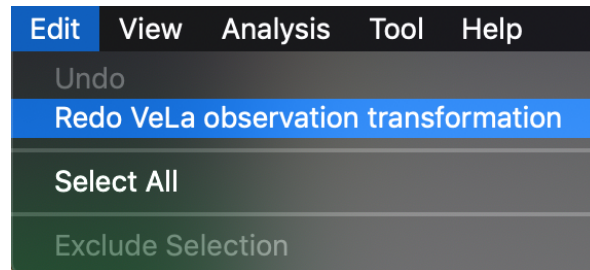 Edit View Analysis Tool Help
Undo
Redo VeLa observation transformation
Select All
Exclude Selection